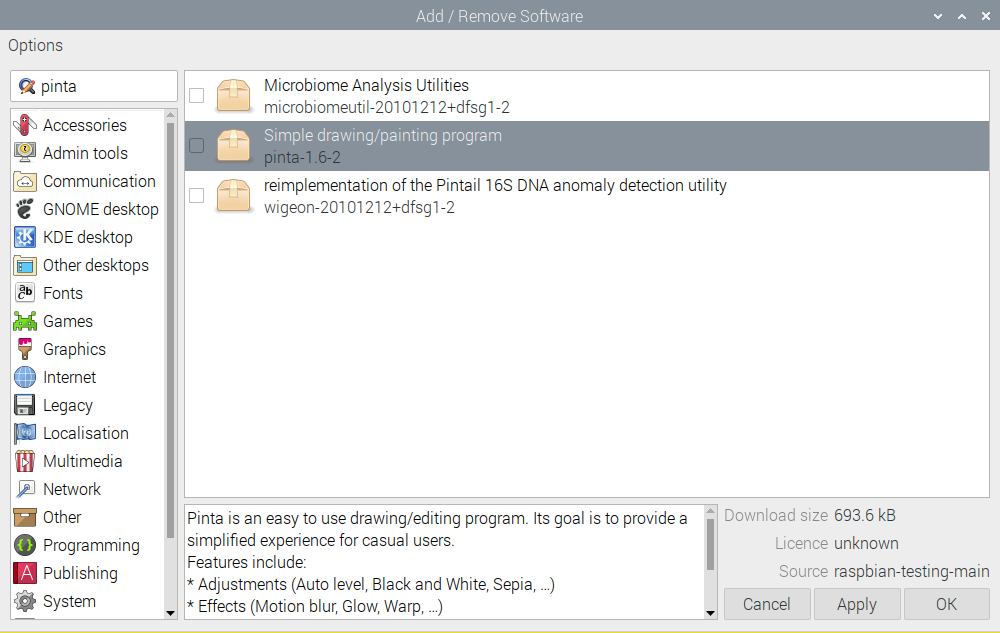 Add / Remove Software
Options
pinta
Accessories
Admin tools
Communication
GNOME desktop
KDE desktop
Other desktops
Fonts
Games
Graphics
Internet
Legacy
Localisation
Multimedia
Network
Other
Programming
Publishing
System
Microbiome Analysis Utilities
microbiomeutil-20101212+dfsg1-2
Simple drawing/painting program
pinta-1.6-2
reimplementation of the Pintail 16S DNA anomaly detection utility
wigeon-20101212+dfsg1-2
Pinta is an easy to use drawing/editing program. Its goal is to provide a
simplified experience for casual users.
Features include:
* Adjustments (Auto level, Black and White, Sepia, ...)
* Effects (Motion blur, Glow, Warp, ...)
Download size 693.6 kB
Licence unknown
Source raspbian-testing-main
Cancel Apply OK